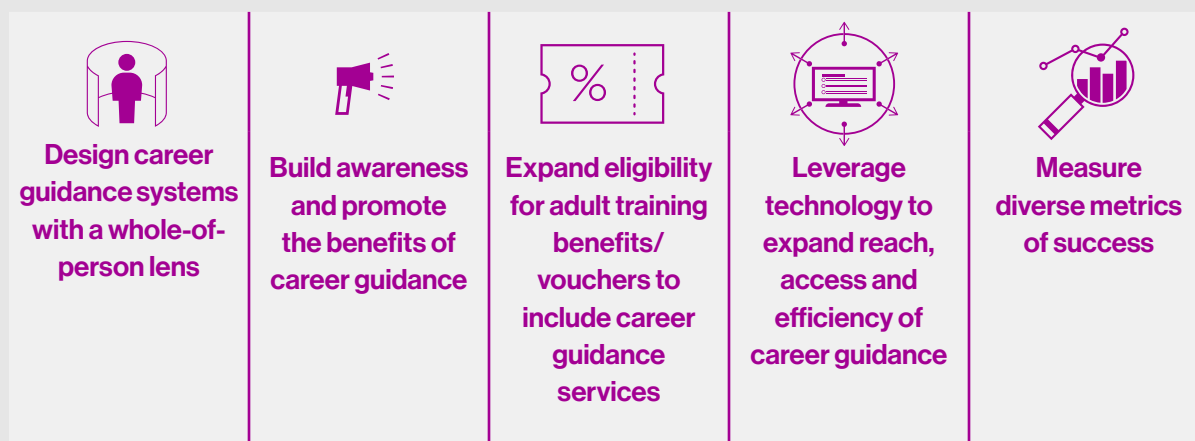 Design career
guidance systems
with a whole-of-
person lens
Build awareness
and promote
the benefits of
career guidance
%
Expand eligibility
for adult training
benefits/
vouchers to
include career
guidance
services
Leverage
technology to
expand reach,
access and
efficiency of
career guidance
Measure
diverse metrics
of success